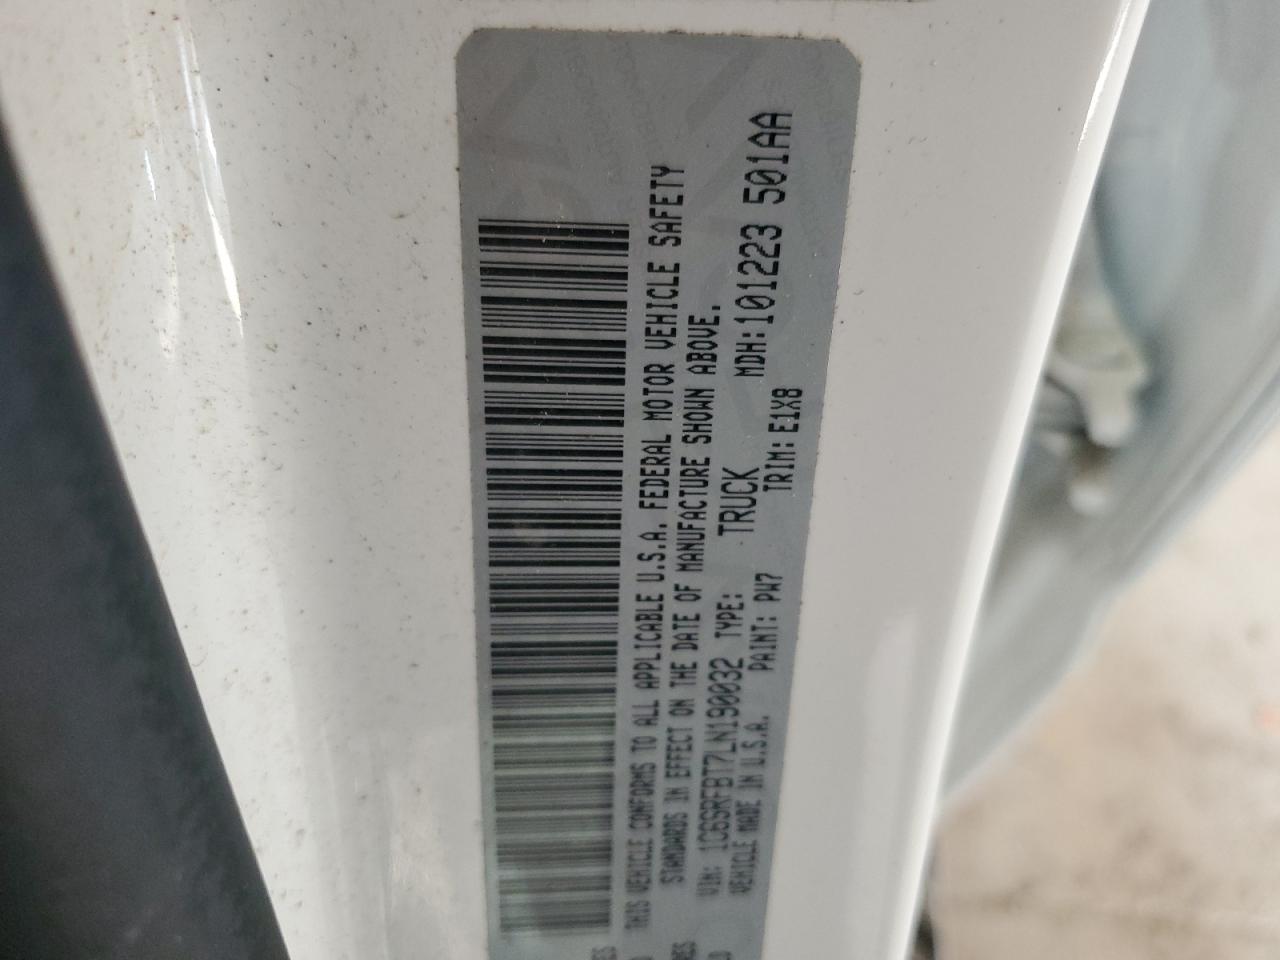 THIS VEHICLE CONFORMS TO ALL APPLICABLE U.S.A. FEDERAL MOTOR VEHICLE SAFETY
STANDARDS IN EFFECT ON THE DATE OF MANUFACTURE SHOWN ABOVE.
VIN: 1C6SRFBT7LN190032 TYPE: TRUCK MDH:101223 501AA
VEHICLE MADE IN U.S.A. PAINT: PW7 TRIM: E1X8